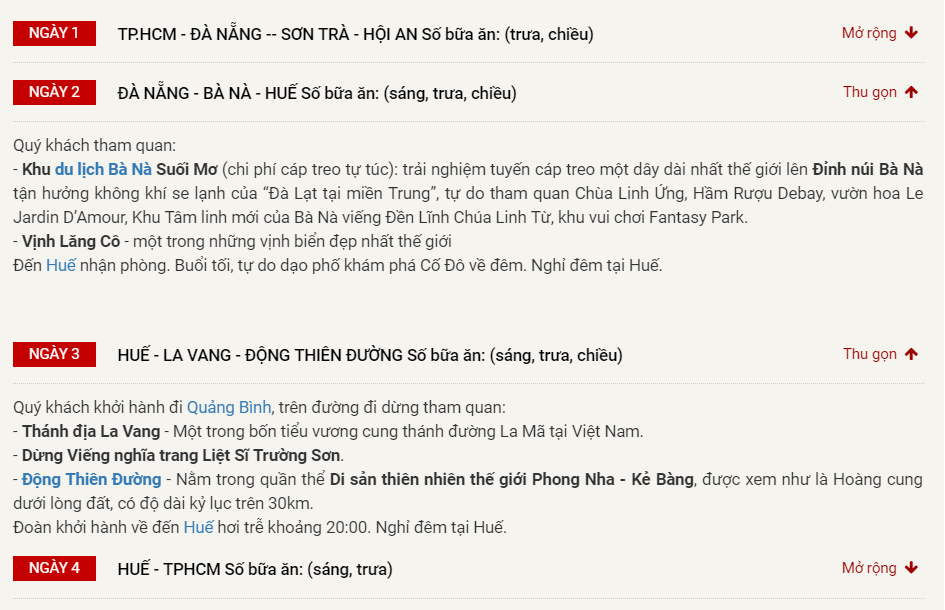 NGÀY 1 TP.HCM - ĐÀ NẴNG -- SƠN TRÀ - HỘI AN Số bữa ăn: (trưa, chiều) Mở rộng
NGÀY 2 ĐÀ NẴNG - BÀ NÀ - HUẾ Số bữa ăn: (sáng, trưa, chiều) Thu gọn
Quý khách tham quan:
- Khu du lịch Bà Nà Suối Mơ (chi phí cáp treo tự túc): trải nghiệm tuyến cáp treo một dây dài nhất thế giới lên Đỉnh núi Bà Nà
tận hưởng không khí se lạnh của “Đà Lạt tại miền Trung”, tự do tham quan Chùa Linh Ứng, Hầm Rượu Debay, vườn hoa Le
Jardin D’Amour, Khu Tâm linh mới của Bà Nà viếng Đền Lĩnh Chúa Linh Từ, khu vui chơi Fantasy Park.
- Vịnh Lăng Cô - một trong những vịnh biển đẹp nhất thế giới
Đến Huế nhận phòng. Buổi tối, tự do dạo phố khám phá Cố Đô về đêm. Nghỉ đêm tại Huế.
NGÀY 3 HUẾ - LA VANG - ĐỘNG THIÊN ĐƯỜNG Số bữa ăn: (sáng, trưa, chiều) Thu gọn
Quý khách khởi hành đi Quảng Bình, trên đường đi dừng tham quan:
- Thánh địa La Vang - Một trong bốn tiểu vương cung thánh đường La Mã tại Việt Nam.
- Dừng Viếng nghĩa trang Liệt Sĩ Trường Sơn.
- Động Thiên Đường - Nằm trong quần thể Di sản thiên nhiên thế giới Phong Nha - Kẻ Bàng, được xem như là Hoàng cung
dưới lòng đất, có độ dài kỷ lục trên 30km.
Đoàn khởi hành về đến Huế hơi trễ khoảng 20:00. Nghỉ đêm tại Huế.
NGÀY 4 HUẾ - TPHCM Số bữa ăn: (sáng, trưa) Mở rộng